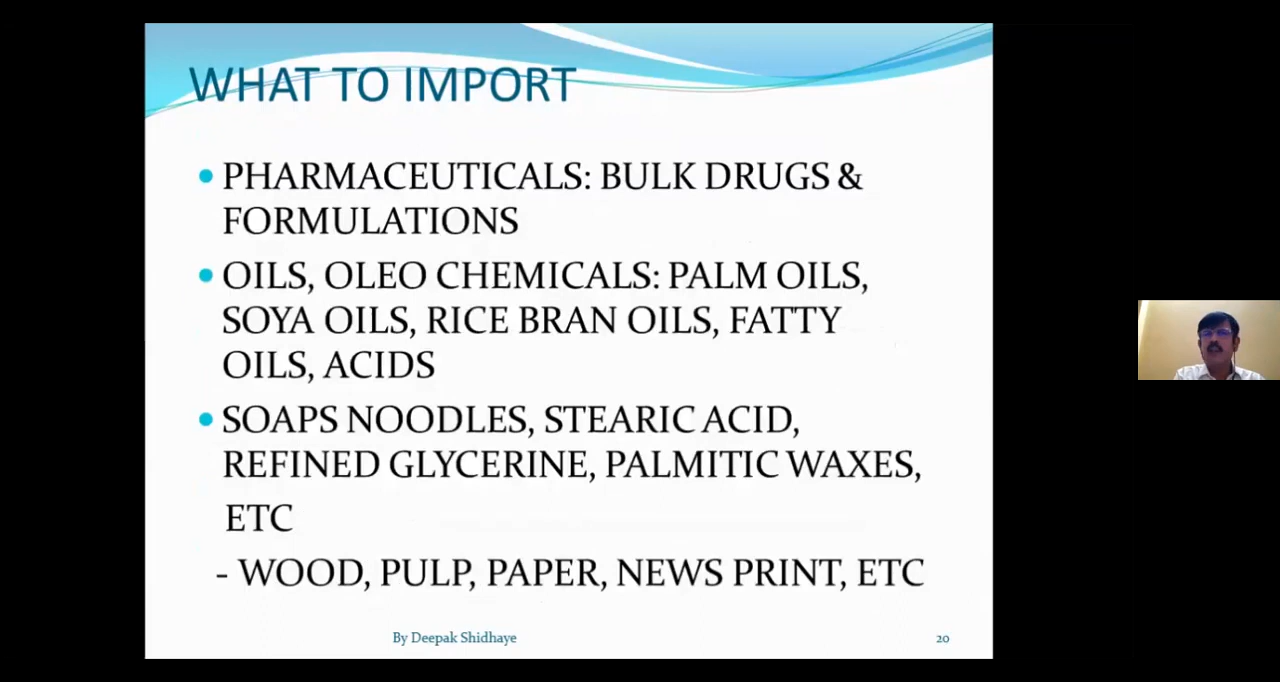 WHAT TO IMPORT
• PHARMACEUTICALS: BULK DRUGS &
FORMULATIONS
• OILS, OLEO CHEMICALS: PALM OILS,
SOYA OILS, RICE BRAN OILS, FATTY
OILS, ACIDS
• SOAPS NOODLES, STEARIC ACID,
REFINED GLYCERINE, PALMITIC WAXES,
ETC
- WOOD, PULP, PAPER, NEWS PRINT, ETC
By Deepak Shidhaye
20